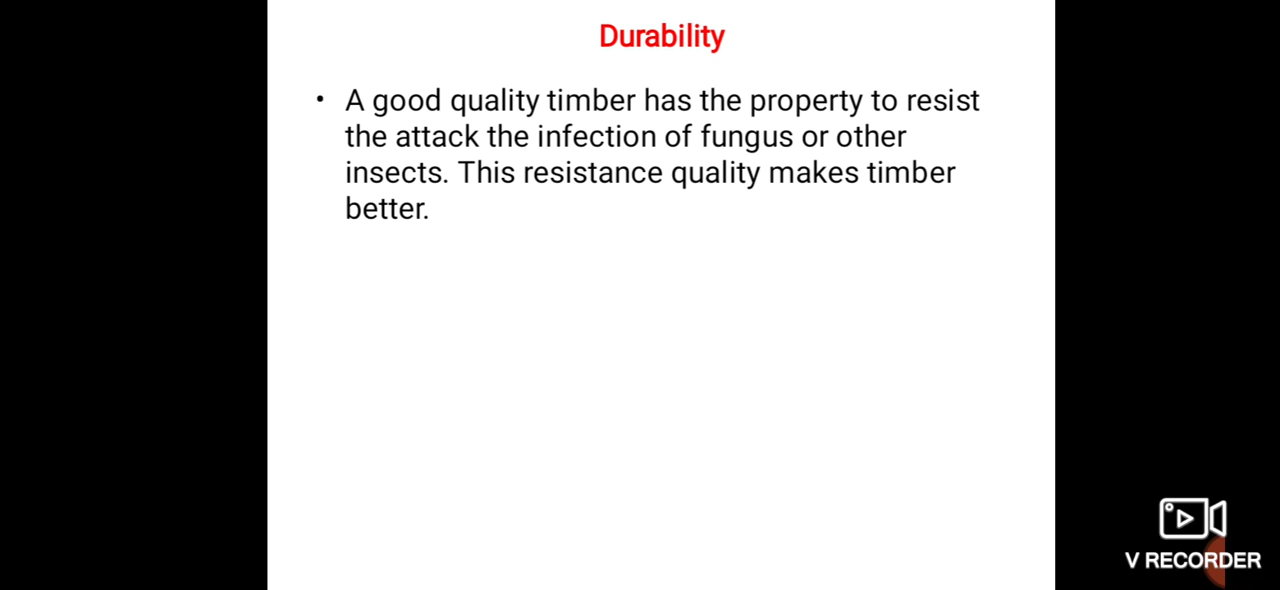 Durability
• A good quality timber has the property to resist
the attack the infection of fungus or other
insects. This resistance quality makes timber
better.
V RECORDER